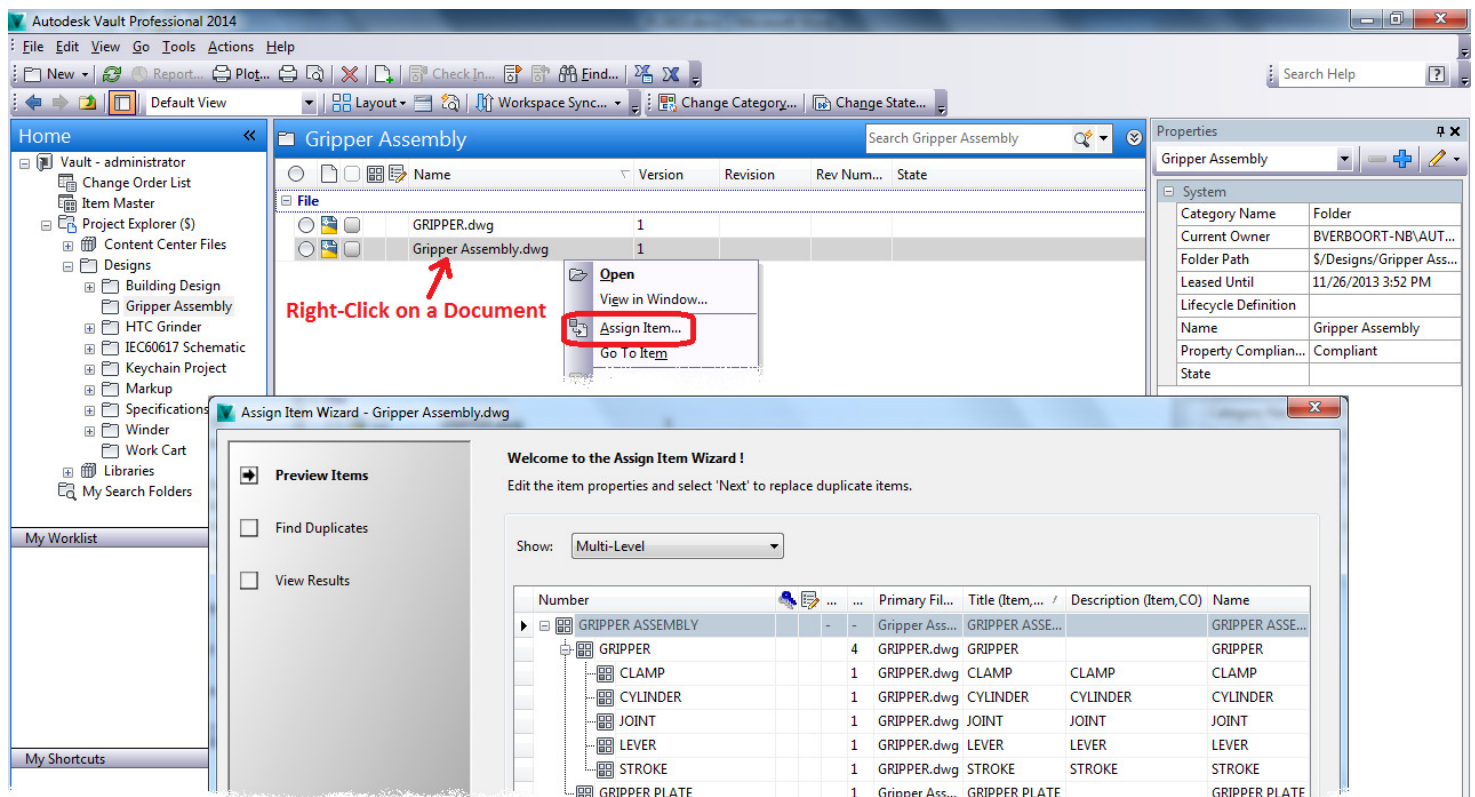 Autodesk Vault Professional 2014
File Edit View Go Tools Actions Help
New Report... Plot... Check In... Find... Search Help
Default View Layout Workspace Sync... Change Category... Change State...
Home «
Vault - administrator
Change Order List
Item Master
Project Explorer ($)
Content Center Files
Designs
Building Design
Gripper Assembly
HTC Grinder
IEC60617 Schematic
Keychain Project
Markup
Specifications
Winder
Work Cart
Libraries
My Search Folders
My Worklist
My Shortcuts
Gripper Assembly Search Gripper Assembly
Name Version Revision Rev Num... State
File
GRIPPER.dwg 1
Gripper Assembly.dwg 1
Right-Click on a Document
Open
View in Window...
Assign Item...
Go To Item
Properties
Gripper Assembly
System
Category Name Folder
Current Owner BVERBOORT-NB\AUT...
Folder Path $/Designs/Gripper Ass...
Leased Until 11/26/2013 3:52 PM
Lifecycle Definition
Name Gripper Assembly
Property Complian... Compliant
State
Assign Item Wizard - Gripper Assembly.dwg
Preview Items
Find Duplicates
View Results
Welcome to the Assign Item Wizard !
Edit the item properties and select 'Next' to replace duplicate items.
Show: Multi-Level
Number ... ... Primary Fil... Title (Item,... Description (Item,CO) Name
GRIPPER ASSEMBLY - - Gripper Ass... GRIPPER ASSE... GRIPPER ASSE...
GRIPPER 4 GRIPPER.dwg GRIPPER GRIPPER
CLAMP 1 GRIPPER.dwg CLAMP CLAMP CLAMP
CYLINDER 1 GRIPPER.dwg CYLINDER CYLINDER CYLINDER
JOINT 1 GRIPPER.dwg JOINT JOINT JOINT
LEVER 1 GRIPPER.dwg LEVER LEVER LEVER
STROKE 1 GRIPPER.dwg STROKE STROKE STROKE
GRIPPER PLATE 1 Gripper Ass... GRIPPER PLATE GRIPPER PLATE